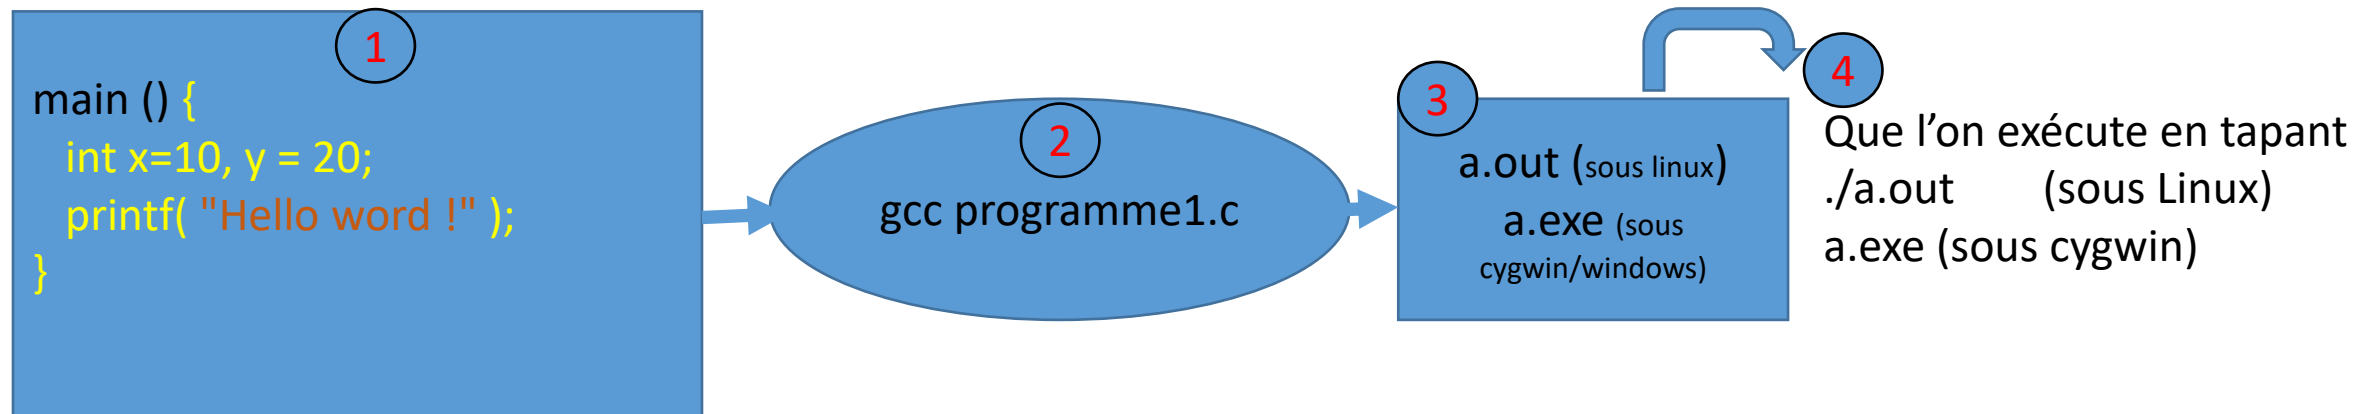 1
main () {
int x=10, y = 20;
printf( "Hello word !" );
}
2
gcc programme1.c
3
a.out (sous linux)
a.exe (sous
cygwin/windows)
4
Que l’on exécute en tapant
./a.out (sous Linux)
a.exe (sous cygwin)